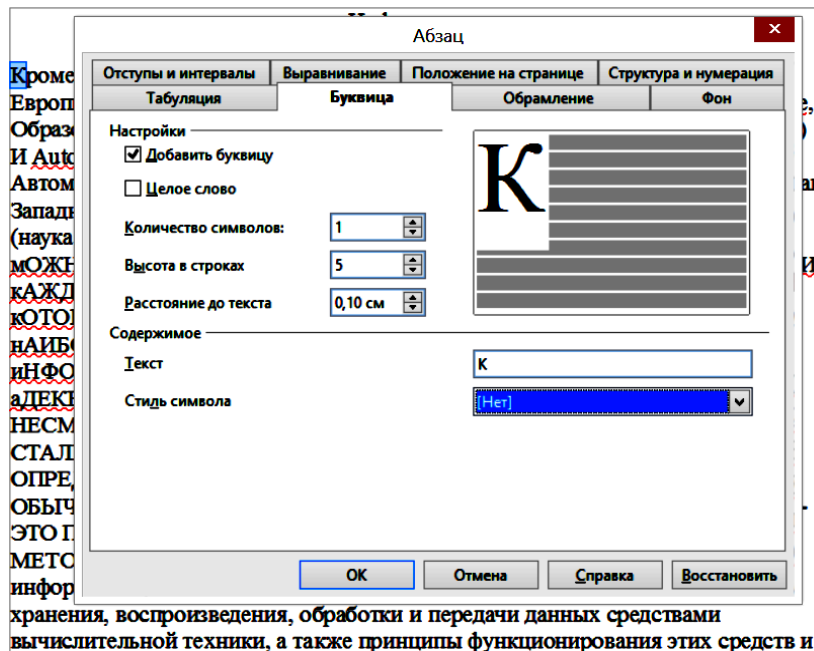 Абзац
Отступы и интервалы Выравнивание Положение на странице Структура и нумерация
Табуляция Буквица Обрамление Фон
Настройки
Добавить буквицу
Целое слово
Количество символов: 1
Высота в строках 5
Расстояние до текста 0,10 см
К
Содержимое
Текст К
Стиль символа [Нет]
ОК Отмена Справка Восстановить
Кроме
Европ
Образо
И Auto
Автом
Запад
(наука
мОЖН
кАЖД
кОТО
нАИБ
иНФО
аДЕК
НЕСМ
СТАЛ
ОПРЕ
ОБЫЧ
ЭТО П
МЕТО
инфор
хранения, воспроизведения, обработки и передачи данных средствами
вычислительной техники, а также принципы функционирования этих средств и